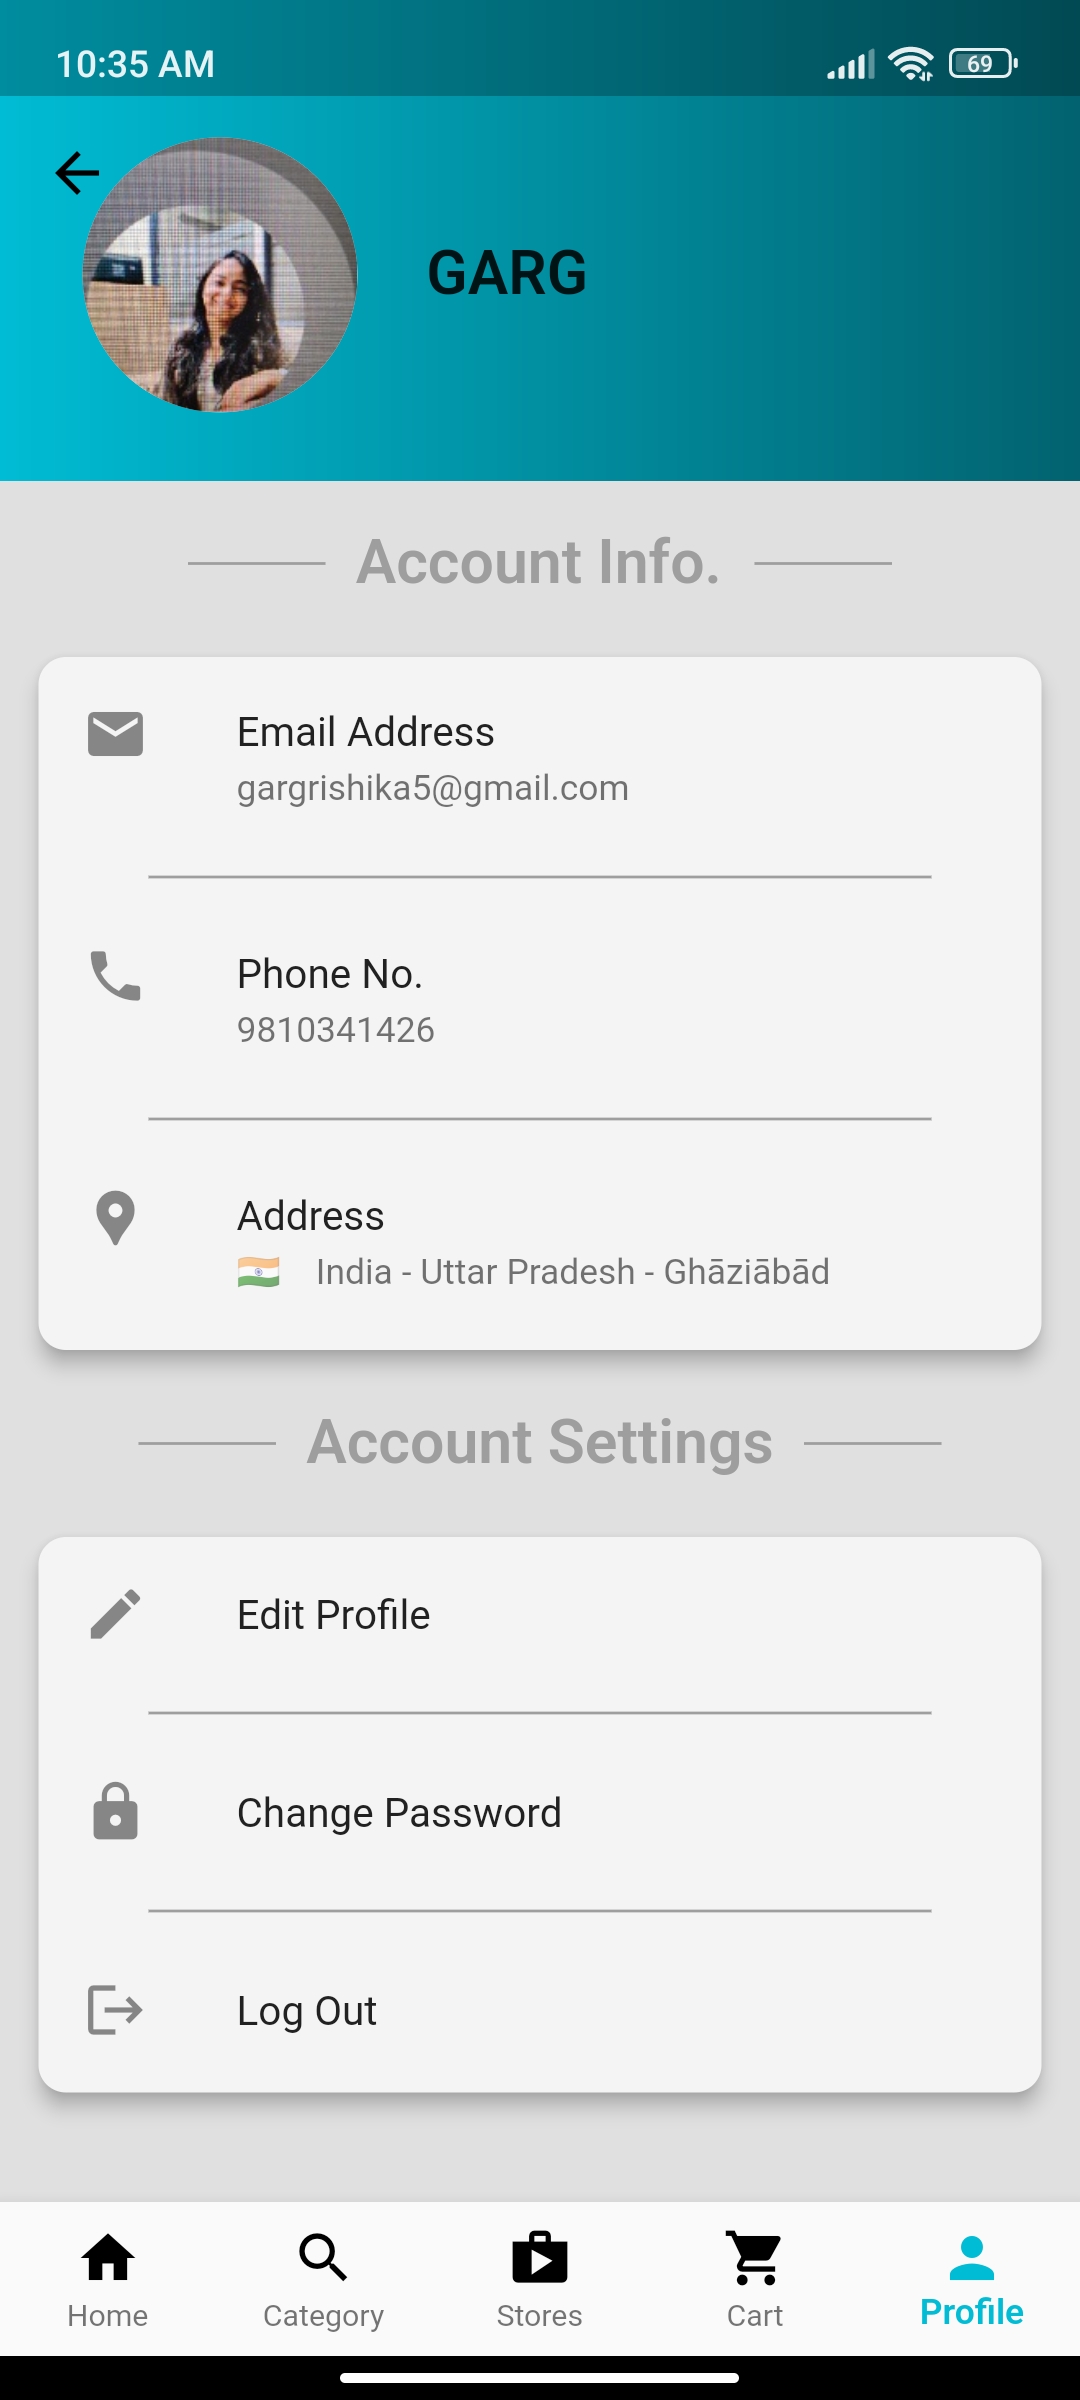 10:35 AM
69
GARG
Account Info.
Email Address
gargrishika5@gmail.com
Phone No.
9810341426
Address
🇮🇳 India - Uttar Pradesh - Ghāziābād
Account Settings
Edit Profile
Change Password
Log Out
Home Category Stores Cart Profile